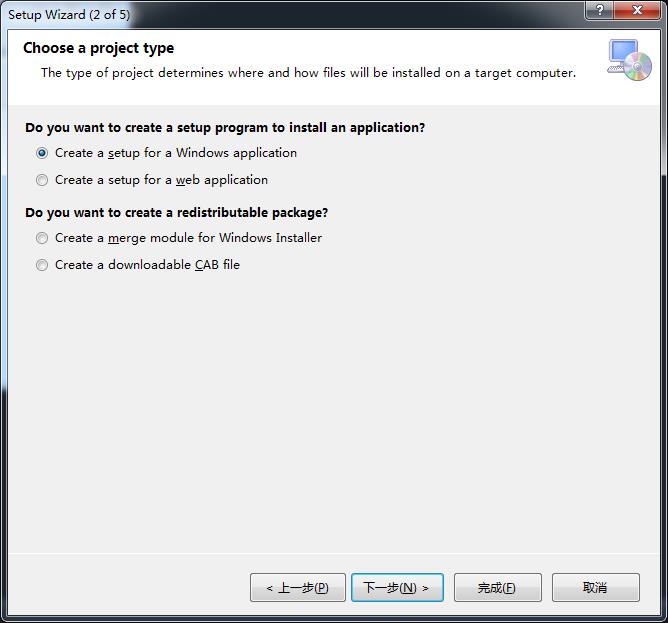 Setup Wizard (2 of 5)
?
Choose a project type
The type of project determines where and how files will be installed on a target computer.
Do you want to create a setup program to install an application?
Create a setup for a Windows application
Create a setup for a web application
Do you want to create a redistributable package?
Create a merge module for Windows Installer
Create a downloadable CAB file
< 上一步(P) 下一步(N) > 完成(F) 取消